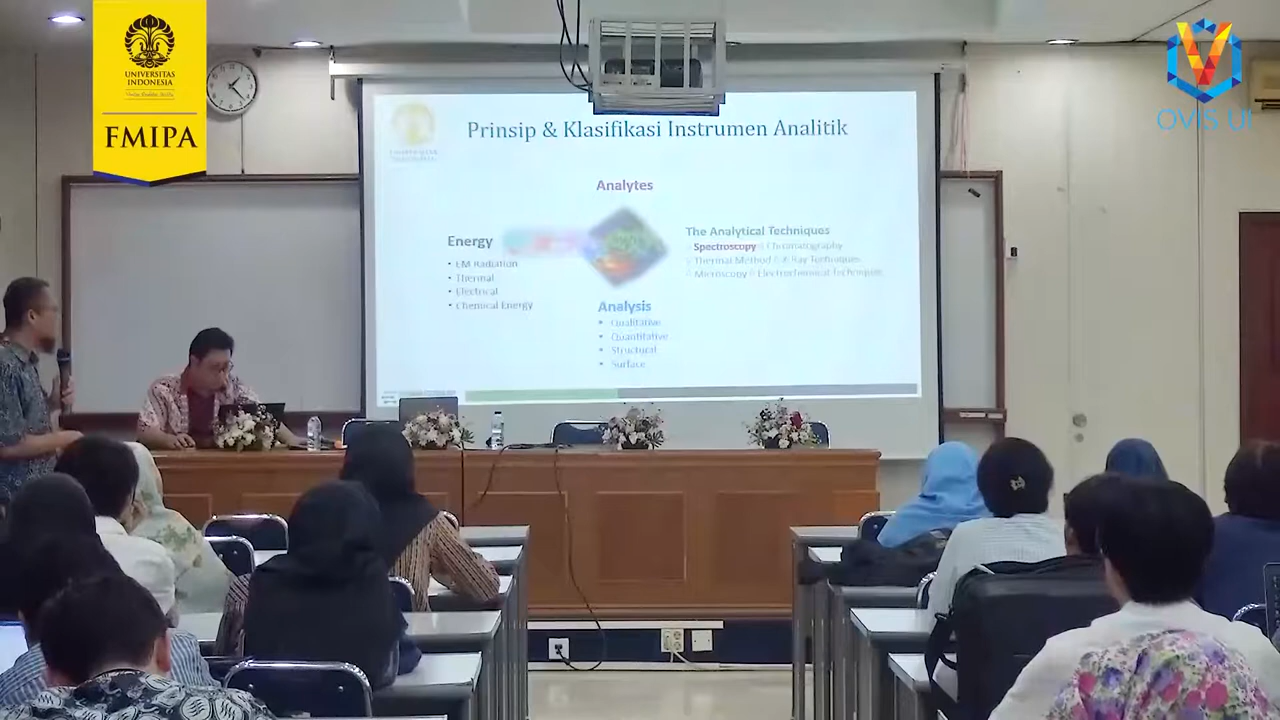 UNIVERSITAS
INDONESIA
FMIPA
OVIS UI
Prinsip & Klasifikasi Instrumen Analitik
Analytes
Energy
• EM Radiation
• Thermal
• Electrical
• Chemical Energy
The Analytical Techniques
Spectroscopy Chromatography
Thermal Method X-Ray Techniques
Microscopy Electrochemical Techniques
Analysis
• Qualitative
• Quantitative
• Structural
• Surface